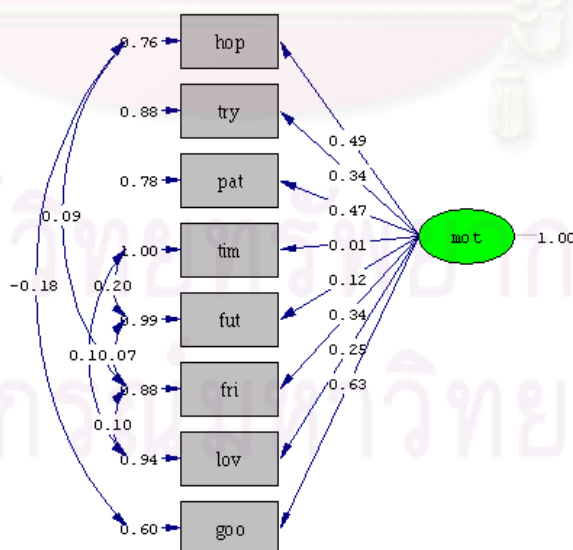 0.76 hop
0.49
0.88 try
0.34
0.78 pat
0.47
0.09
1.00 tim
0.01
mot 1.00
-0.18
0.20
0.12
0.99 fut
0.34
0.10 0.07
0.25
0.88 fri
0.63
0.10
0.94 lov
0.60 goo